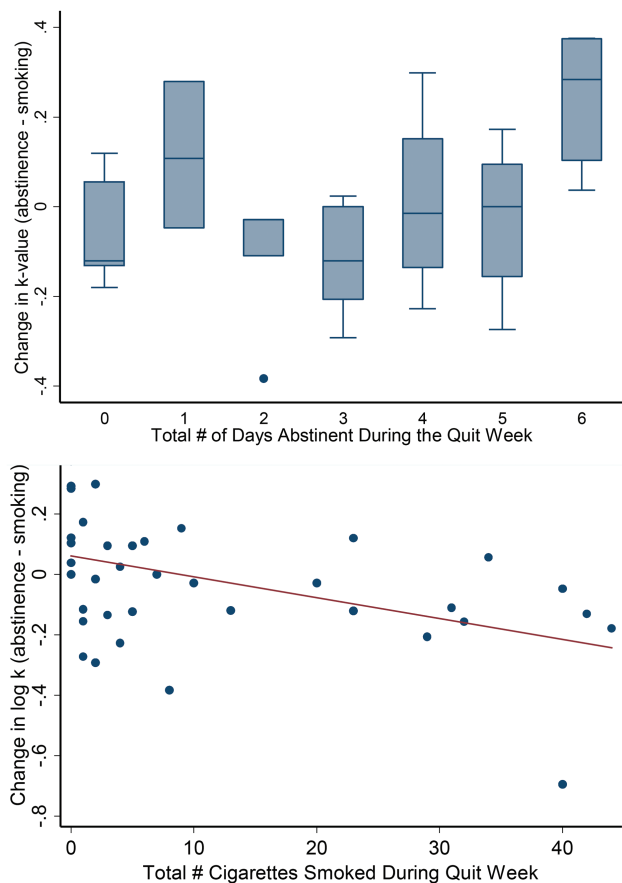 Change in k-value (abstinence - smoking)
.4
.2
0
-.2
-.4
0 1 2 3 4 5 6
Total # of Days Abstinent During the Quit Week
Change in log k (abstinence - smoking)
.2
0
-.2
-.4
-.6
-.8
0 10 20 30 40
Total # Cigarettes Smoked During Quit Week